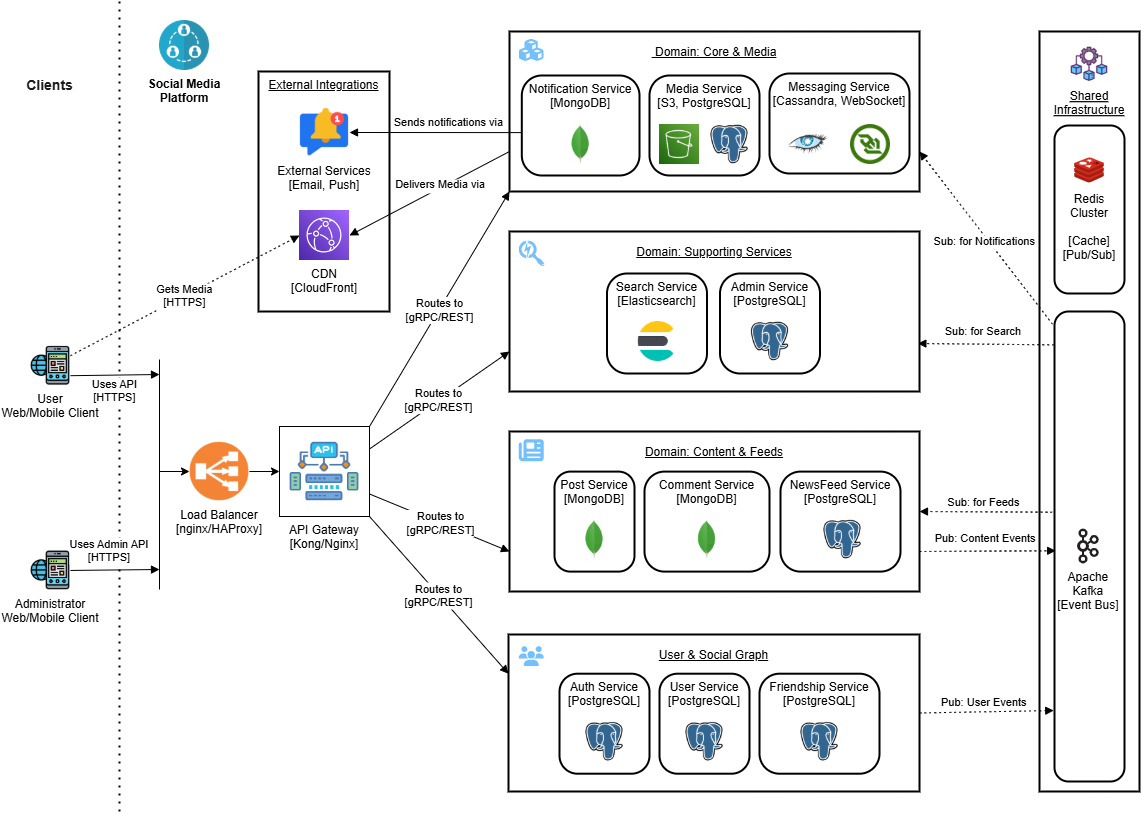 Clients
Social Media
Platform
External Integrations
1
External Services
[Email, Push]
CDN
[CloudFront]
Sends notifications via
Delivers Media via
Gets Media
[HTTPS]
User
Web/Mobile Client
Uses API
[HTTPS]
Administrator
Web/Mobile Client
Uses Admin API
[HTTPS]
Load Balancer
[nginx/HAProxy]
API
API Gateway
[Kong/Nginx]
Routes to
[gRPC/REST]
Routes to
[gRPC/REST]
Routes to
[gRPC/REST]
Routes to
[gRPC/REST]
Domain: Core & Media
Notification Service
[MongoDB]
Media Service
[S3, PostgreSQL]
Messaging Service
[Cassandra, WebSocket]
Domain: Supporting Services
Search Service
[Elasticsearch]
Admin Service
[PostgreSQL]
Domain: Content & Feeds
Post Service
[MongoDB]
Comment Service
[MongoDB]
NewsFeed Service
[PostgreSQL]
User & Social Graph
Auth Service
[PostgreSQL]
User Service
[PostgreSQL]
Friendship Service
[PostgreSQL]
Sub: for Notifications
Sub: for Search
Sub: for Feeds
Pub: Content Events
Pub: User Events
Shared
Infrastructure
Redis
Cluster
[Cache]
[Pub/Sub]
Apache
Kafka
[Event Bus]